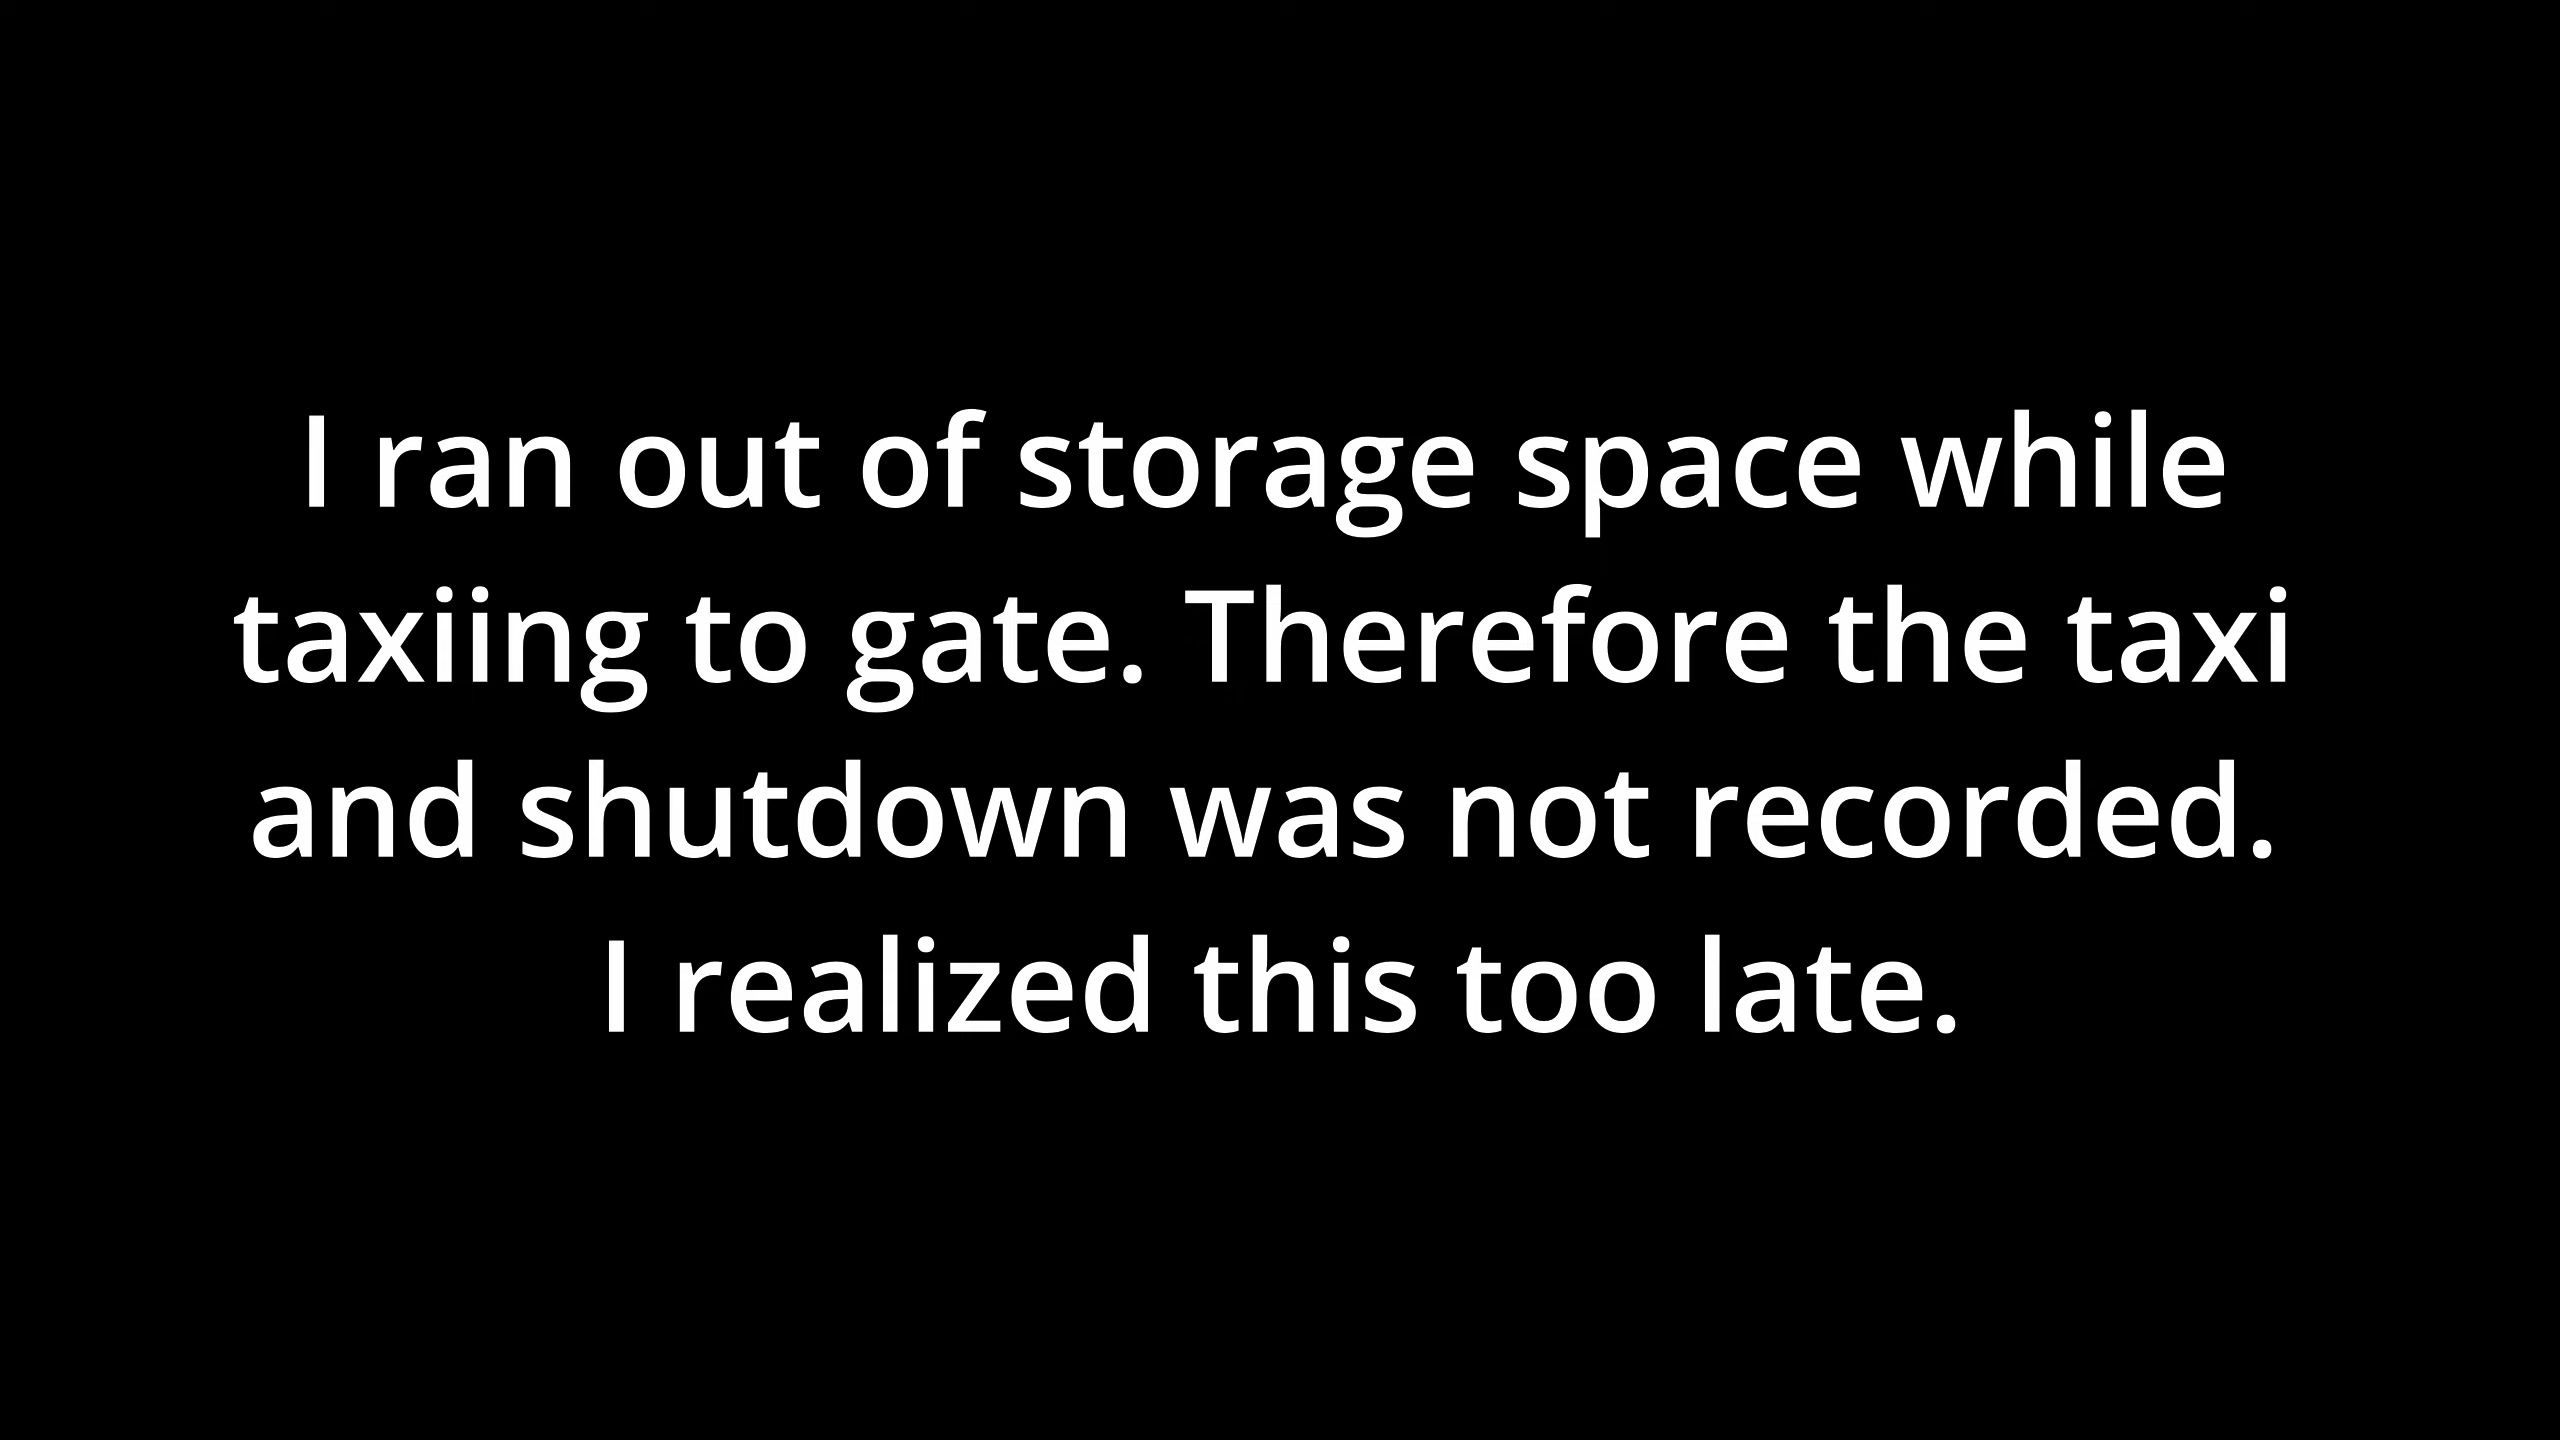 I ran out of storage space while
taxiing to gate. Therefore the taxi
and shutdown was not recorded.
I realized this too late.